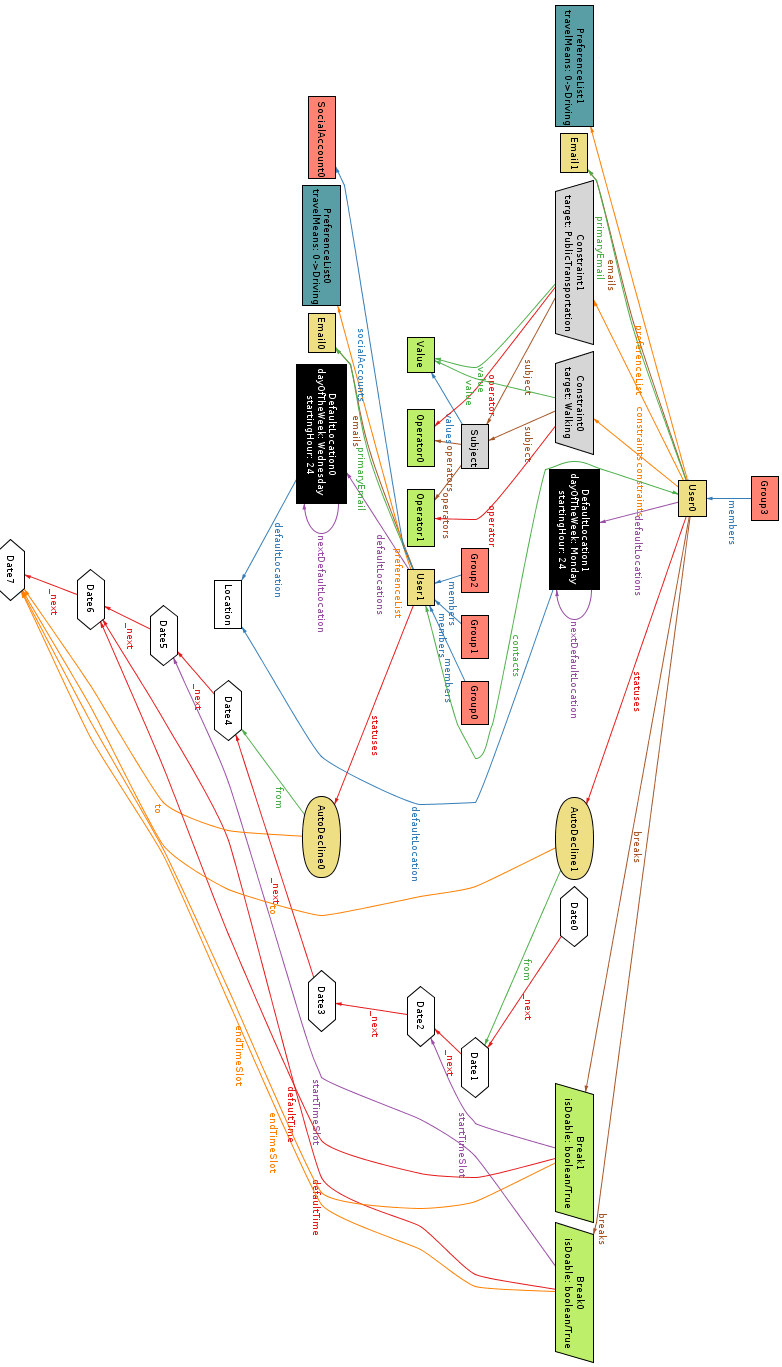 Group3
members
User0
PreferenceList1
travelMeans: 0->Driving
Email1
Constraint1
target: PublicTransportation
Constraint0
target: Walking
DefaultLocation1
dayOfTheWeek: Monday
startingHour: 24
AutoDecline1
Date0
Break1
isDoable: boolean/True
Break0
isDoable: boolean/True
primaryEmail
emails
preferenceList
constraints
constraints
defaultLocations
nextDefaultLocation
statuses
breaks
breaks
subject
subject
contacts
from
_next
Subject
Group2
Group1
Group0
Date1
value
value
operator
operator
values
operators
operators
members
members
members
_next
startTimeSlot
Value
Operator0
Operator1
User1
Date2
defaultLocation
socialAccounts
emails
primaryEmail
defaultLocations
preferenceList
statuses
_next
SocialAccount0
PreferenceList0
travelMeans: 0->Driving
Email0
DefaultLocation0
dayOfTheWeek: Wednesday
startingHour: 24
nextDefaultLocation
AutoDecline0
Date3
startTimeSlot
defaultTime
defaultLocation
from
_next
to
defaultTime
endTimeSlot
endTimeSlot
Location
Date4
_next
to
Date5
_next
Date6
_next
Date7